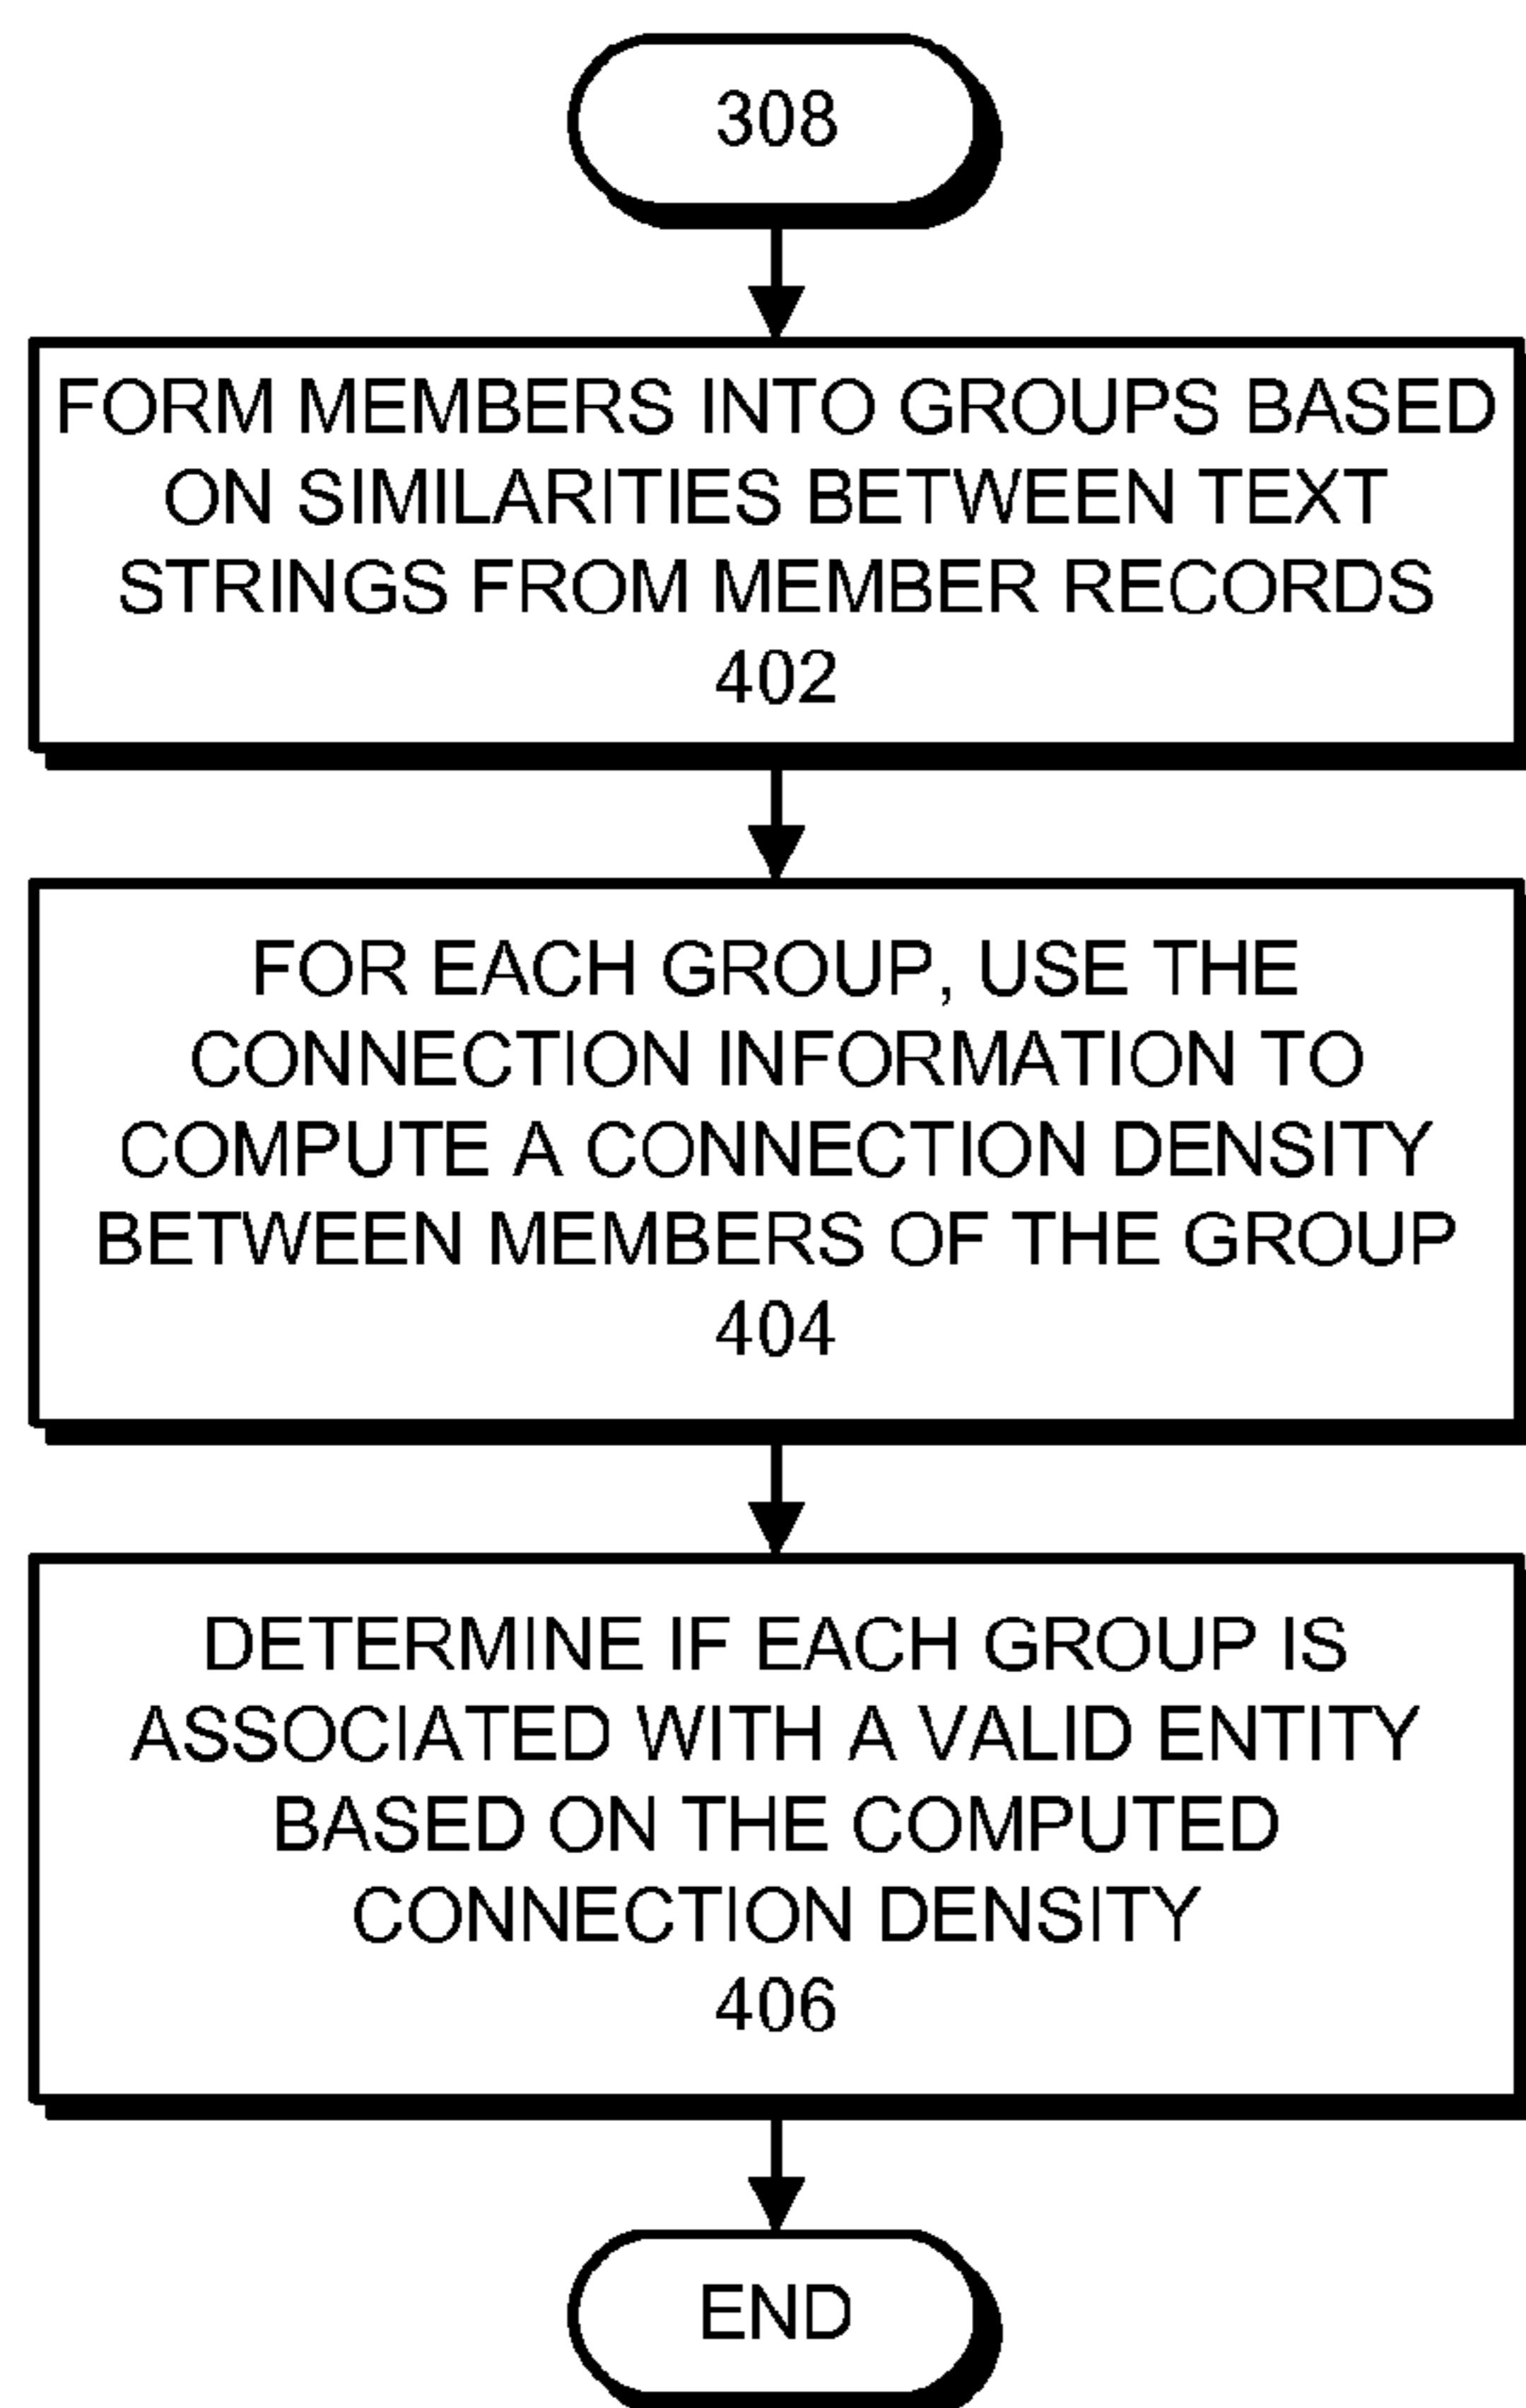 308
FORM MEMBERS INTO GROUPS BASED
ON SIMILARITIES BETWEEN TEXT
STRINGS FROM MEMBER RECORDS
402
FOR EACH GROUP, USE THE
CONNECTION INFORMATION TO
COMPUTE A CONNECTION DENSITY
BETWEEN MEMBERS OF THE GROUP
404
DETERMINE IF EACH GROUP IS
ASSOCIATED WITH A VALID ENTITY
BASED ON THE COMPUTED
CONNECTION DENSITY
406
END